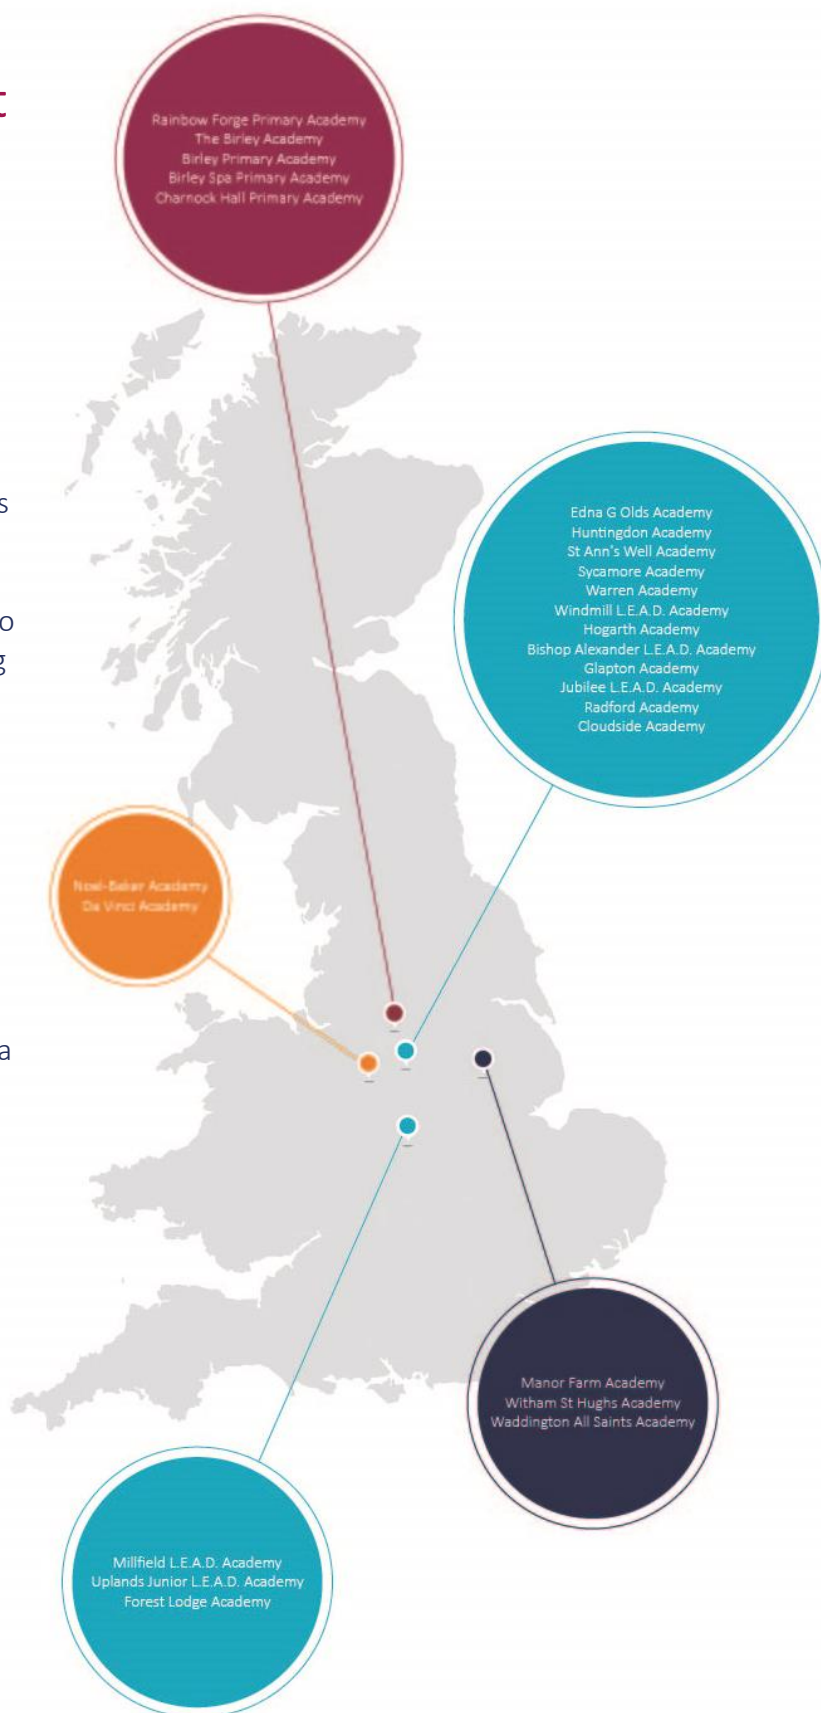 t
Rainbow Forge Primary Academy
The Birley Academy
Birley Primary Academy
Birley Spa Primary Academy
Charnock Hall Primary Academy
s
o
g
Edna G Olds Academy
Huntingdon Academy
St Ann's Well Academy
Sycamore Academy
Warren Academy
Windmill L.E.A.D. Academy
Hogarth Academy
Bishop Alexander L.E.A.D. Academy
Glapton Academy
Jubilee L.E.A.D. Academy
Radford Academy
Cloudside Academy
Noel-Baker Academy
Da Vinci Academy
a
Manor Farm Academy
Witham St Hughs Academy
Waddington All Saints Academy
Millfield L.E.A.D. Academy
Uplands Junior L.E.A.D. Academy
Forest Lodge Academy